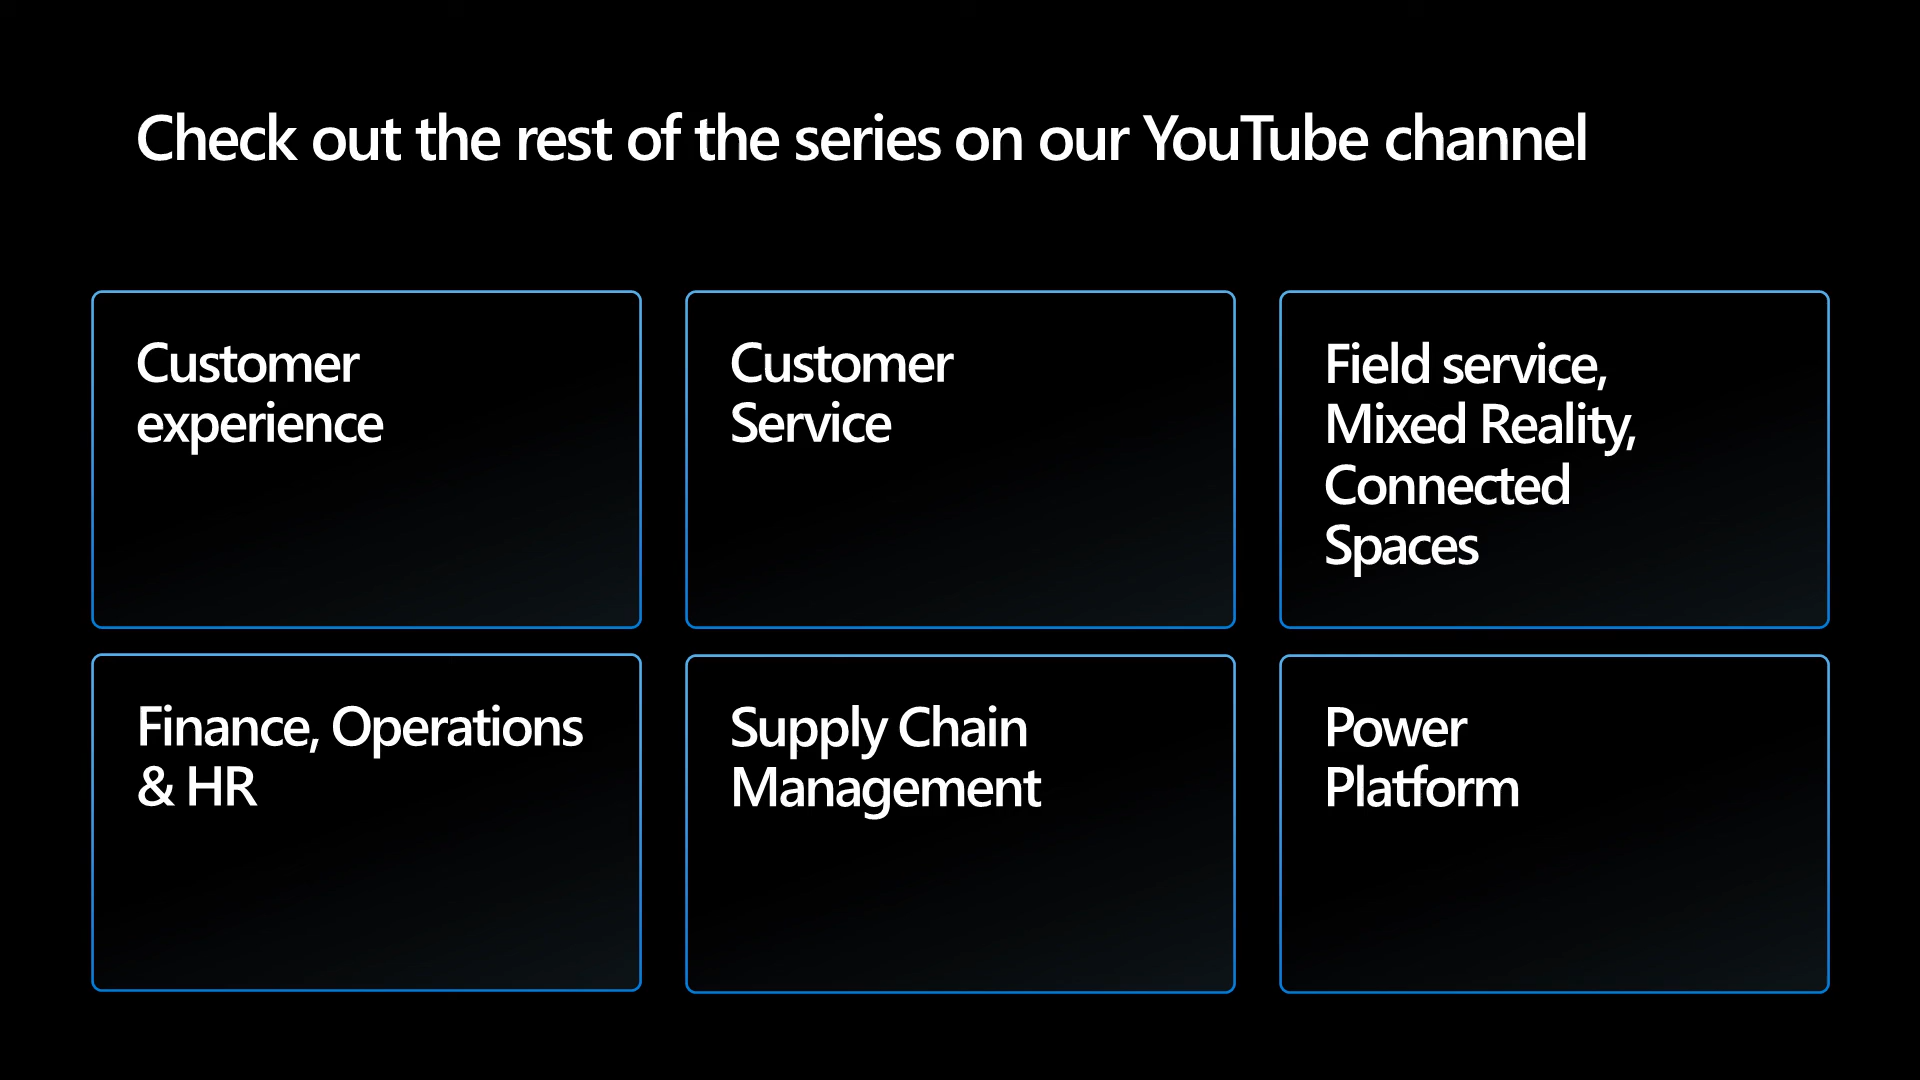 Check out the rest of the series on our YouTube channel
Customer
experience
Customer
Service
Field service,
Mixed Reality,
Connected
Spaces
Finance, Operations
& HR
Supply Chain
Management
Power
Platform